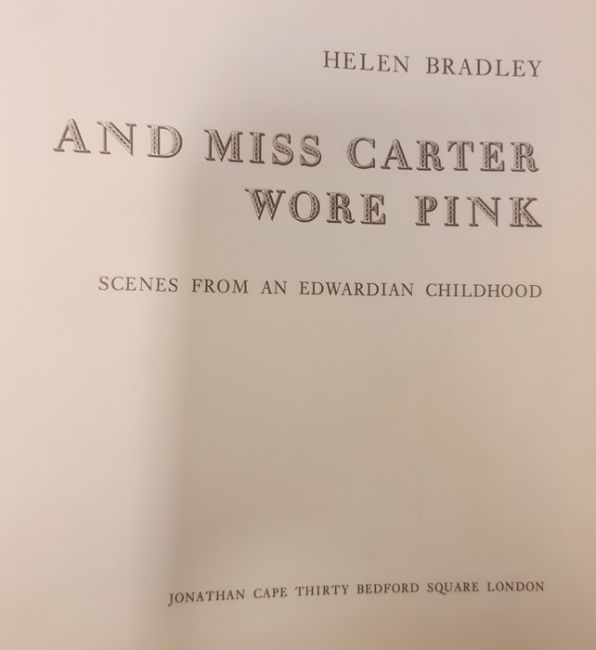 HELEN BRADLEY
AND MISS CARTER
WORE PINK
SCENES FROM AN EDWARDIAN CHILDHOOD
JONATHAN CAPE THIRTY BEDFORD SQUARE LONDON